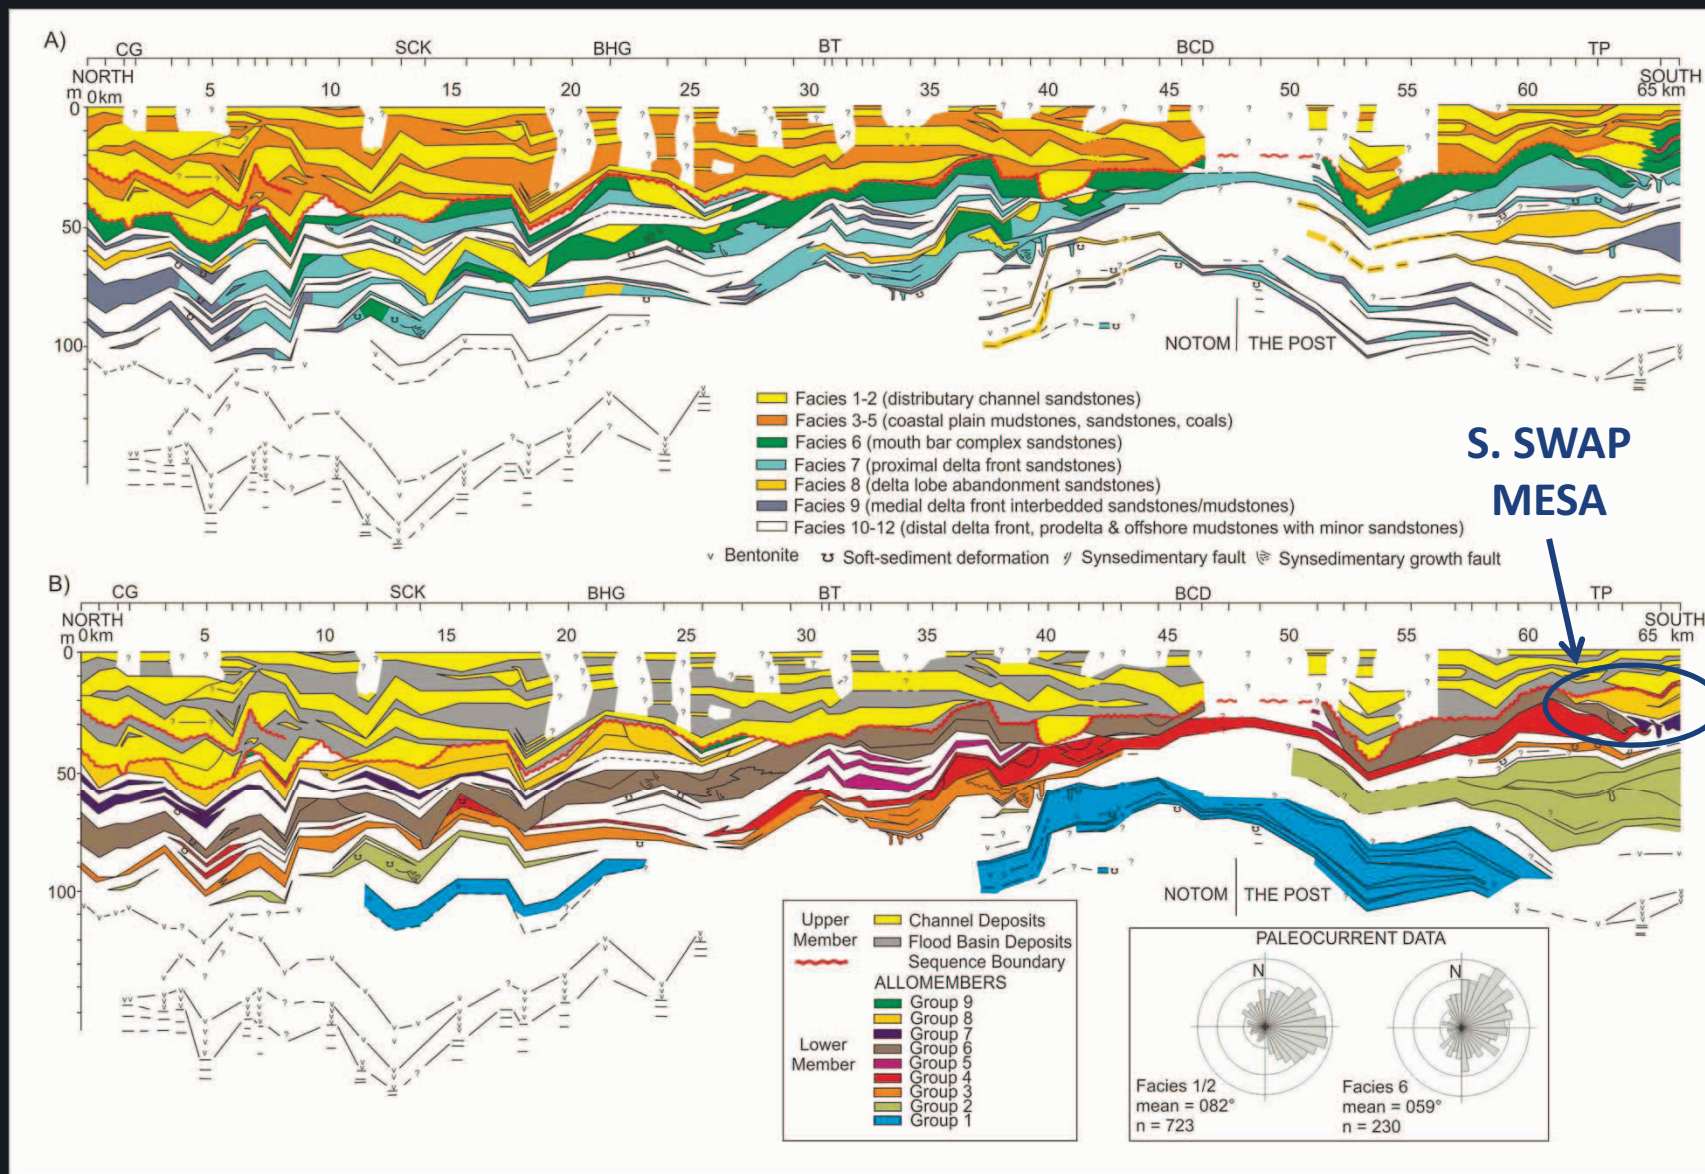 A)
CG SCK BHG BT BCD TP
NORTH SOUTH
m 0km 5 10 15 20 25 30 35 40 45 50 55 60 65 km
0
50
100
NOTOM THE POST
Facies 1-2 (distributary channel sandstones)
Facies 3-5 (coastal plain mudstones, sandstones, coals)
Facies 6 (mouth bar complex sandstones)
Facies 7 (proximal delta front sandstones)
Facies 8 (delta lobe abandonment sandstones)
Facies 9 (medial delta front interbedded sandstones/mudstones)
Facies 10-12 (distal delta front, prodelta & offshore mudstones with minor sandstones)
v Bentonite Soft-sediment deformation Synsedimentary fault Synsedimentary growth fault
S. SWAP
MESA
B)
CG SCK BHG BT BCD TP
NORTH SOUTH
m 0km 5 10 15 20 25 30 35 40 45 50 55 60 65 km
0
50
100
NOTOM THE POST
Upper
Member
Channel Deposits
Flood Basin Deposits
Sequence Boundary
ALLOMEMBERS
Lower
Member
Group 9
Group 8
Group 7
Group 6
Group 5
Group 4
Group 3
Group 2
Group 1
PALEOCURRENT DATA
N N
Facies 1/2
mean = 082°
n = 723
Facies 6
mean = 059°
n = 230